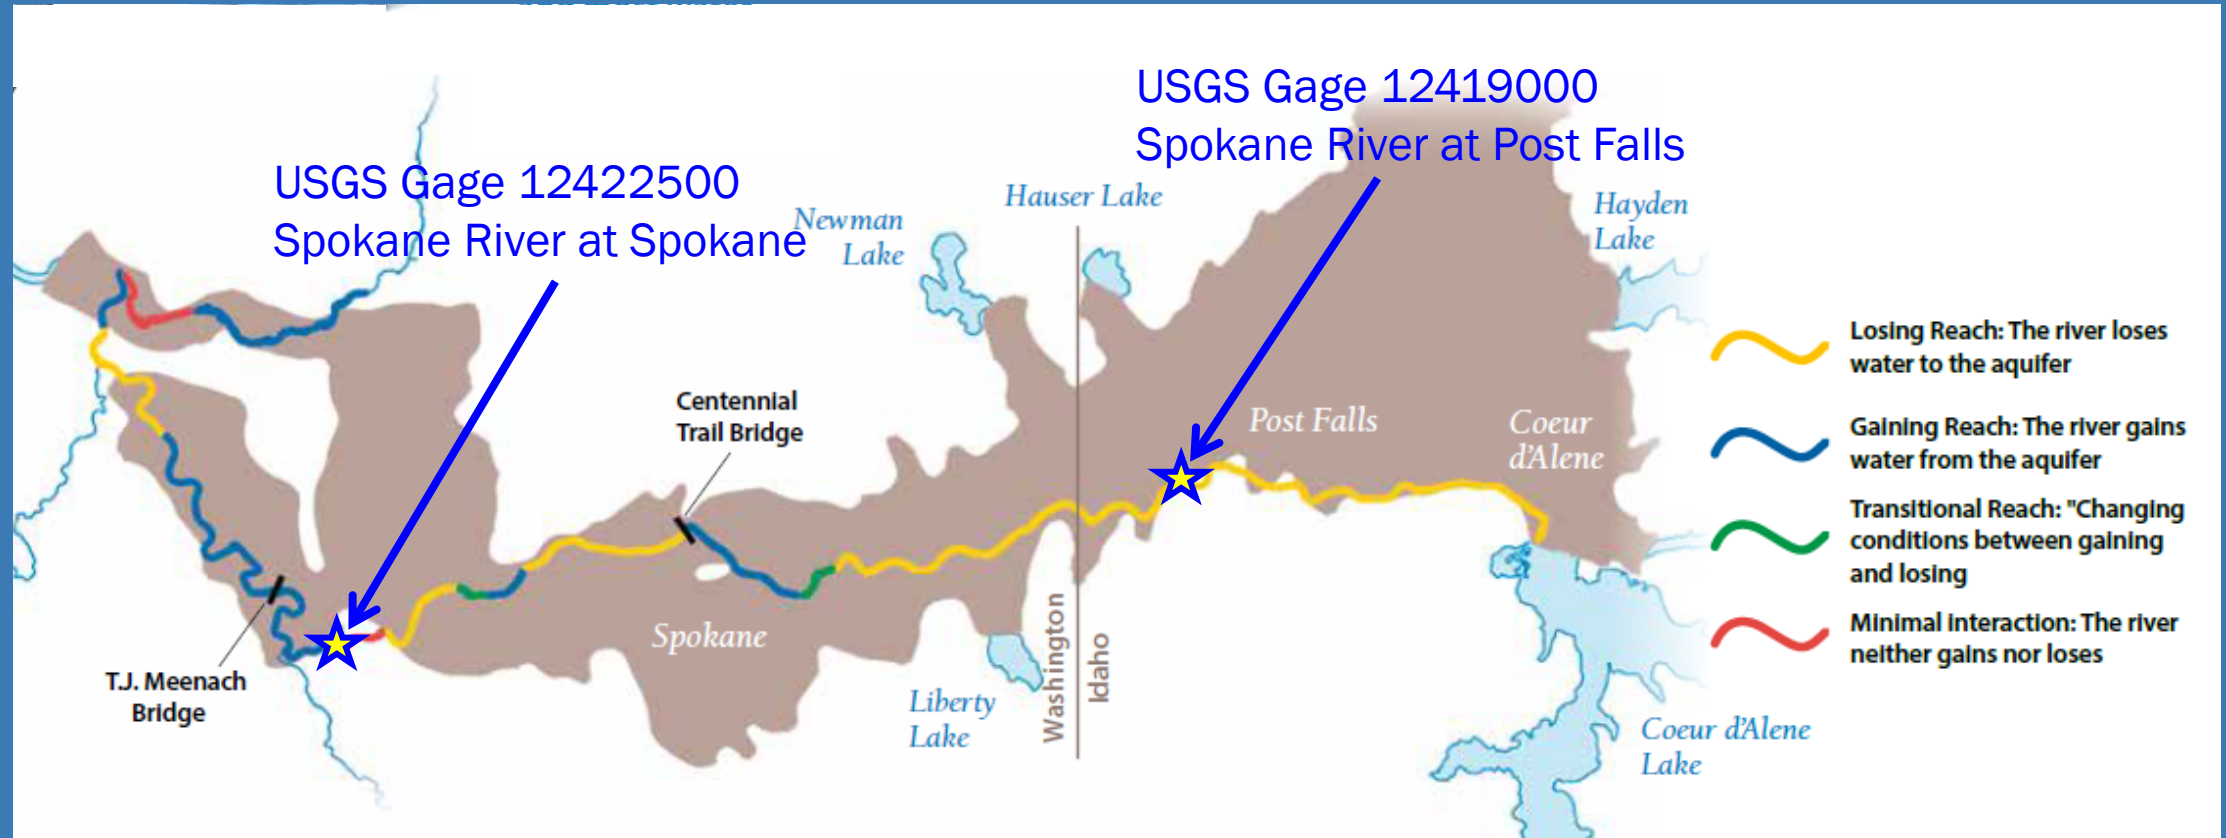 USGS Gage 12419000
Spokane River at Post Falls
USGS Gage 12422500
Spokane River at Spokane
Newman
Lake
Hauser Lake
Hayden
Lake
Centennial
Trail Bridge
Post Falls
Coeur
d'Alene
Spokane
T.J. Meenach
Bridge
Liberty
Lake
Washington
Idaho
Coeur d'Alene
Lake
Losing Reach: The river loses
water to the aquifer
Gaining Reach: The river gains
water from the aquifer
Transitional Reach: "Changing
conditions between gaining
and losing
Minimal interaction: The river
neither gains nor loses